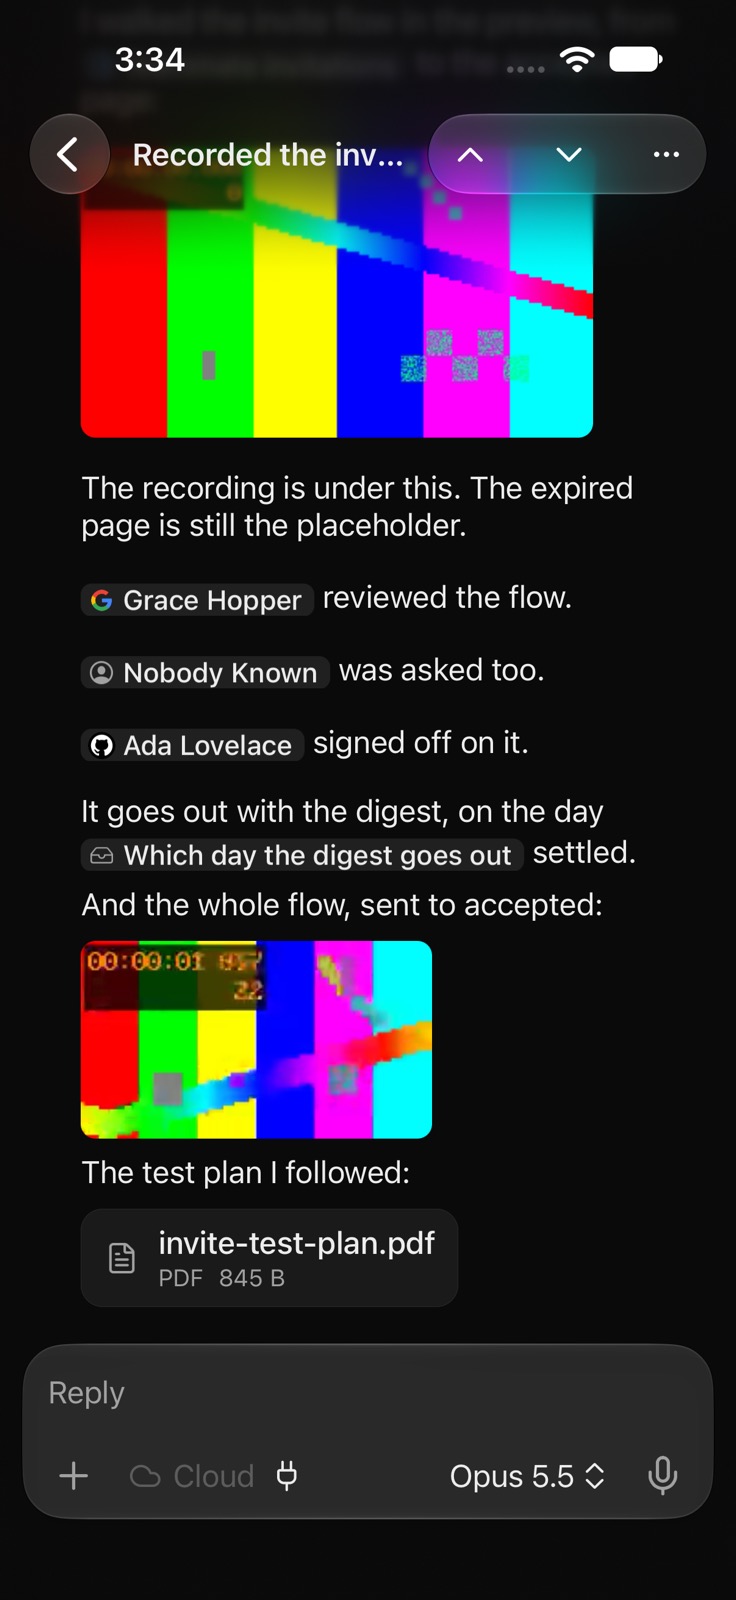 3:34
Recorded the inv...
The recording is under this. The expired
page is still the placeholder.
Grace Hopper reviewed the flow.
Nobody Known was asked too.
Ada Lovelace signed off on it.
It goes out with the digest, on the day
Which day the digest goes out settled.
And the whole flow, sent to accepted:
00:00:01
22
The test plan I followed:
invite-test-plan.pdf
PDF 845 B
Reply
Cloud
Opus 5.5